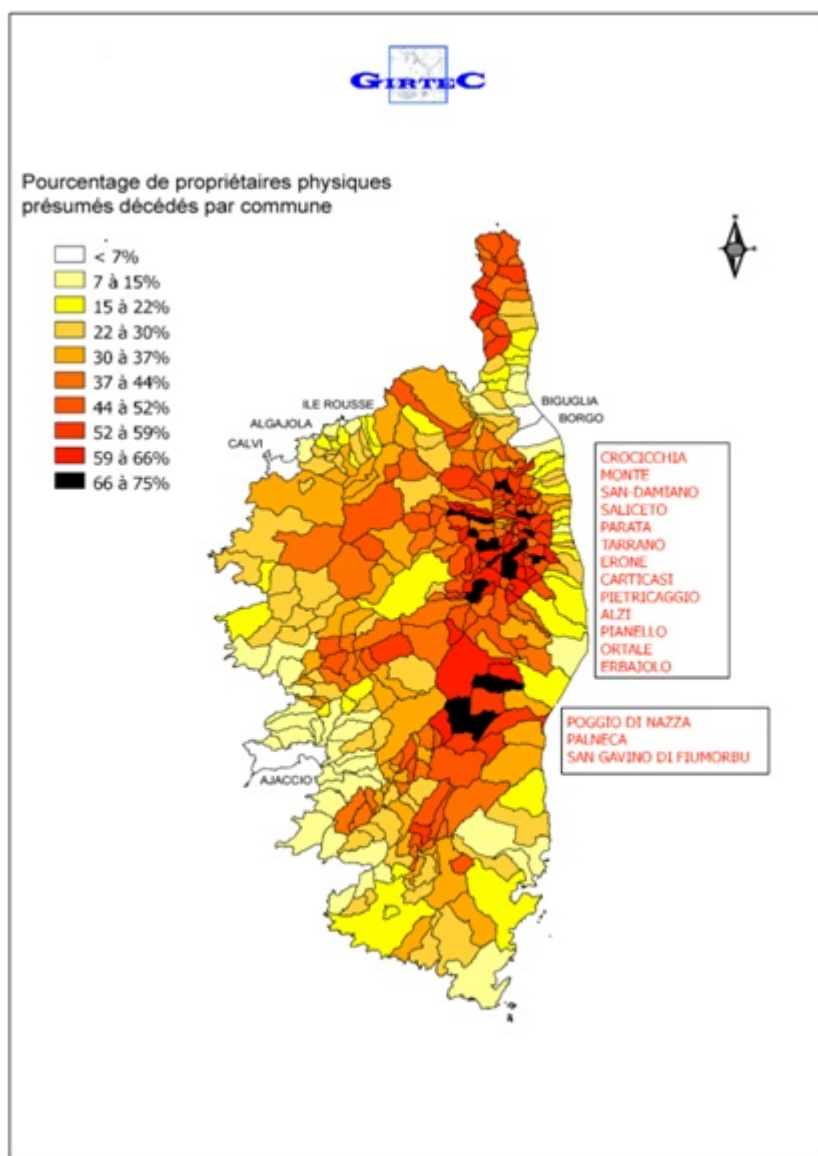 GIRTEC
Pourcentage de propriétaires physiques
présumés décédés par commune
< 7%
7 à 15%
15 à 22%
22 à 30%
30 à 37%
37 à 44%
44 à 52%
52 à 59%
59 à 66%
66 à 75%
ILE ROUSSE
ALGAJOLA
CALVI
BIGUGLIA
BORGO
CROCICCHIA
MONTE
SAN-DAMIANO
SALICETO
PARATA
TARRANO
ERONE
CARTICASI
PIETRICAGGIO
ALZI
PIANELLO
ORTALE
ERBAJOLO
POGGIO DI NAZZA
PALNECA
SAN GAVINO DI FIUMORBU
AJACCIO